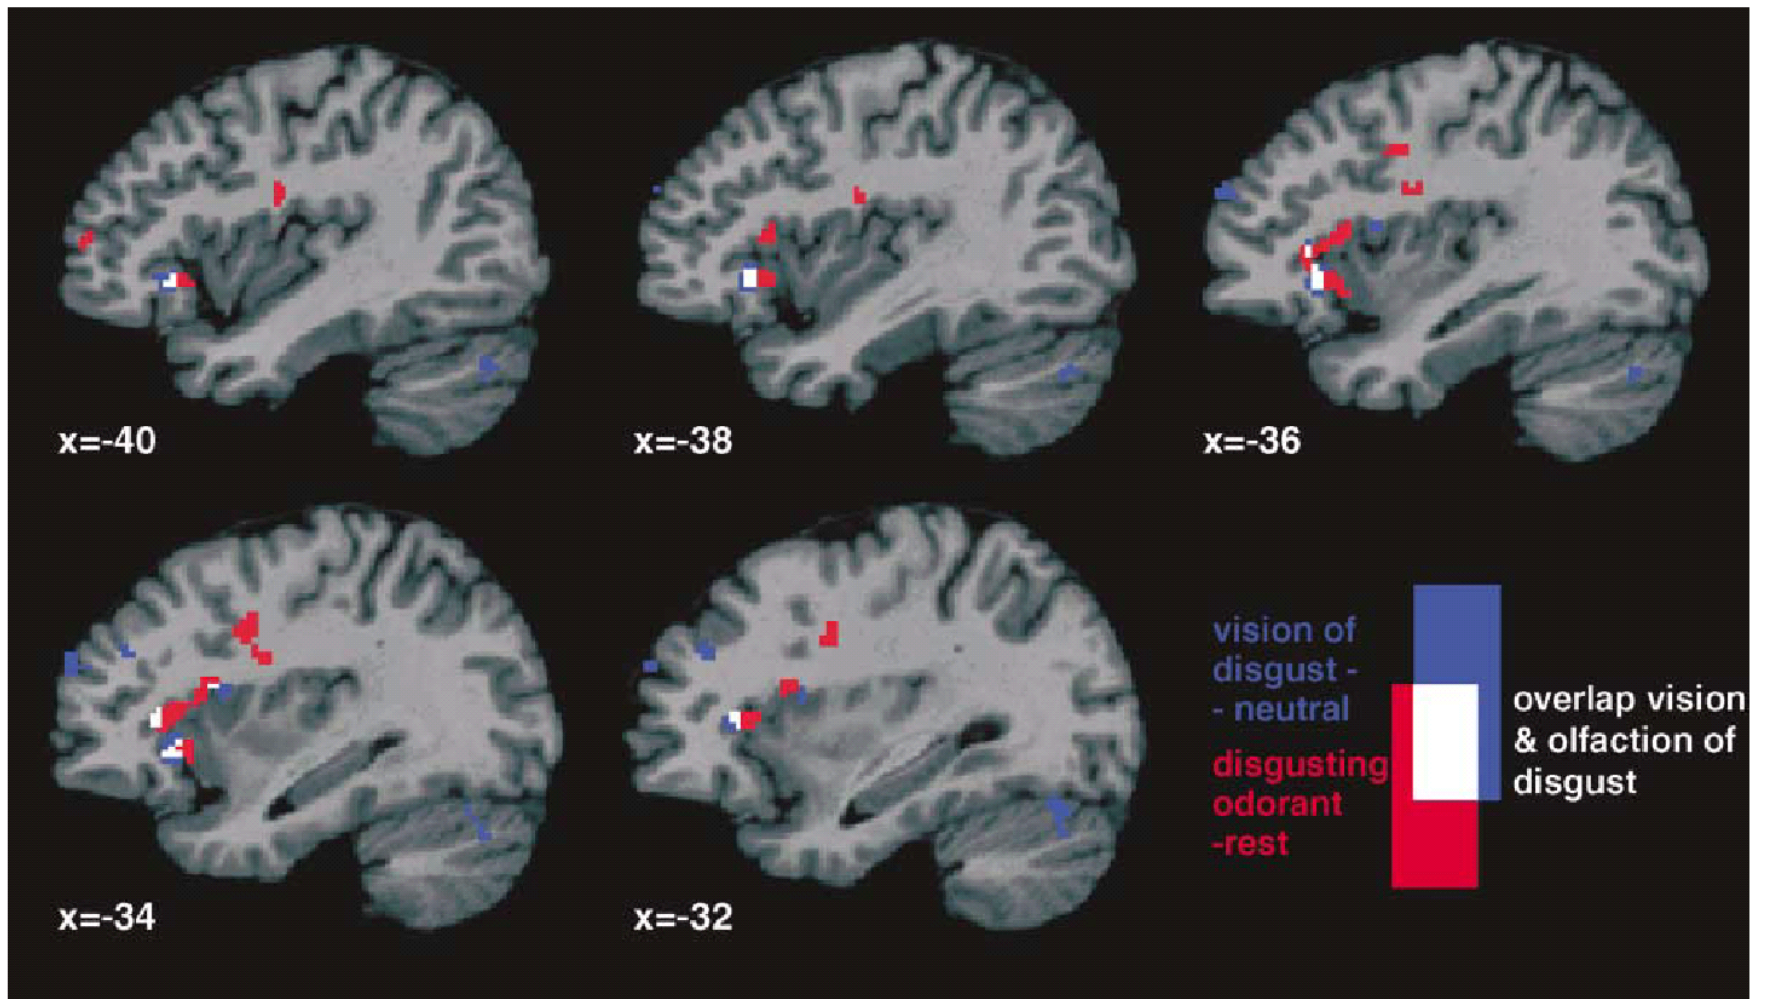 x=-40
x=-38
x=-36
x=-34
x=-32
vision of
disgust -
- neutral
disgusting
odorant
-rest
overlap vision
& olfaction of
disgust